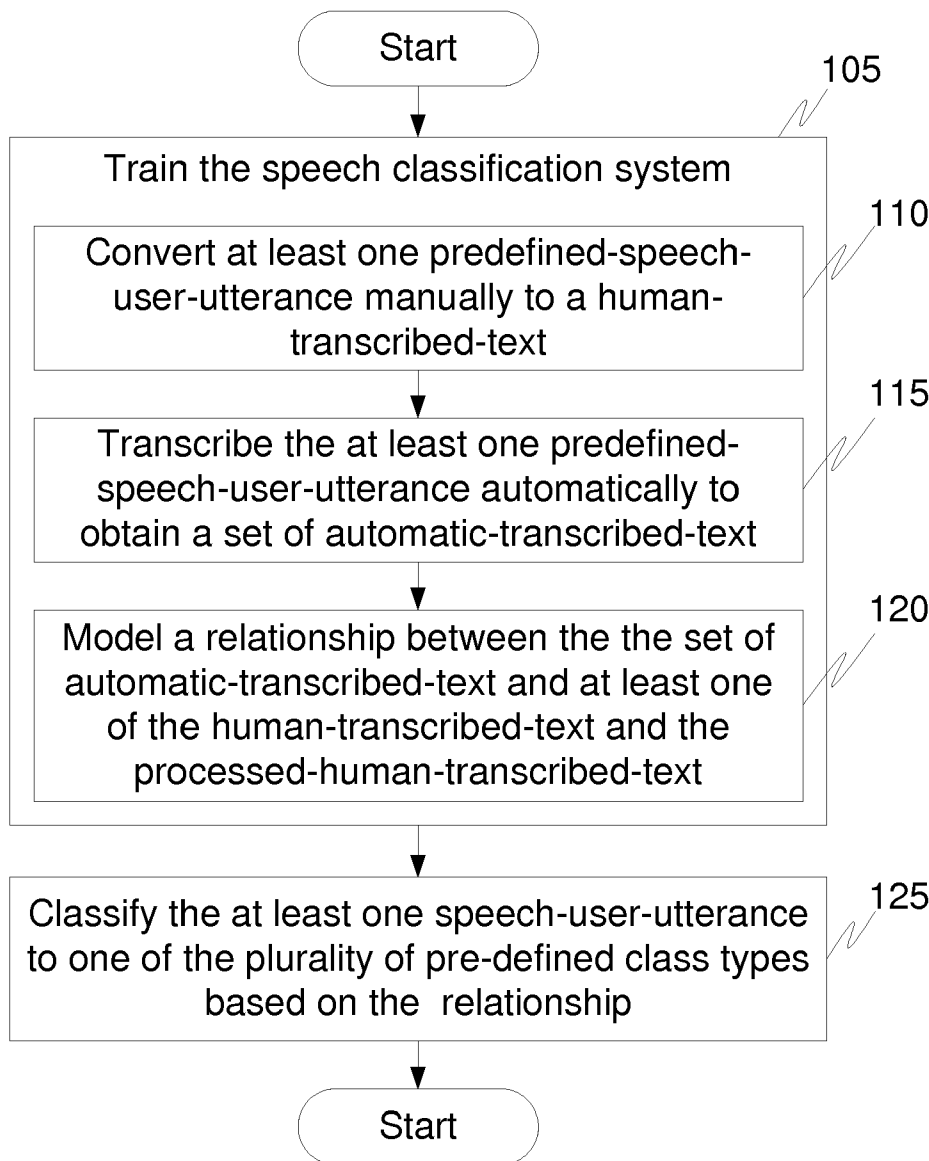 Start
105
Train the speech classification system
110
Convert at least one predefined-speech-
user-utterance manually to a human-
transcribed-text
115
Transcribe the at least one predefined-
speech-user-utterance automatically to
obtain a set of automatic-transcribed-text
120
Model a relationship between the the set of
automatic-transcribed-text and at least one
of the human-transcribed-text and the
processed-human-transcribed-text
125
Classify the at least one speech-user-utterance
to one of the plurality of pre-defined class types
based on the relationship
Start